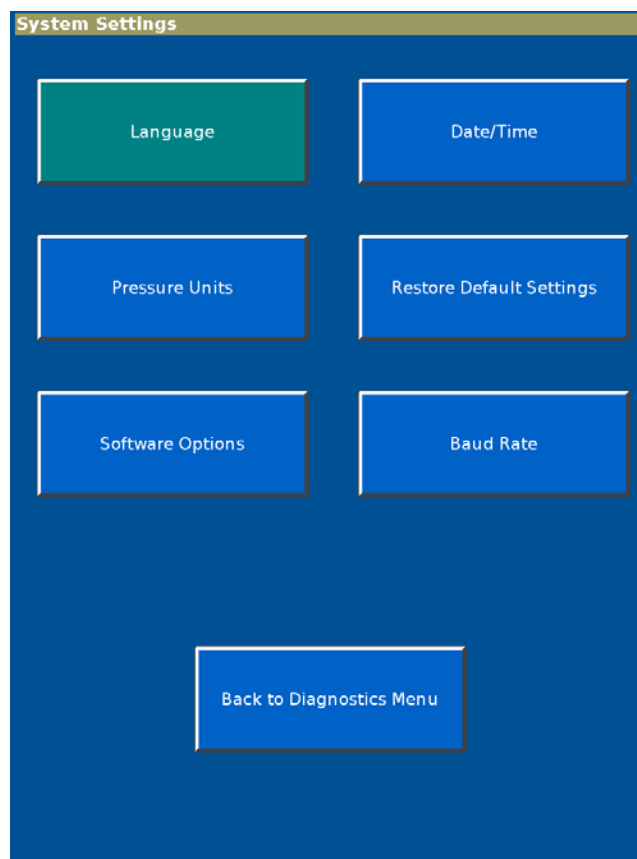 System Settings
Language
Date/Time
Pressure Units
Restore Default Settings
Software Options
Baud Rate
Back to Diagnostics Menu